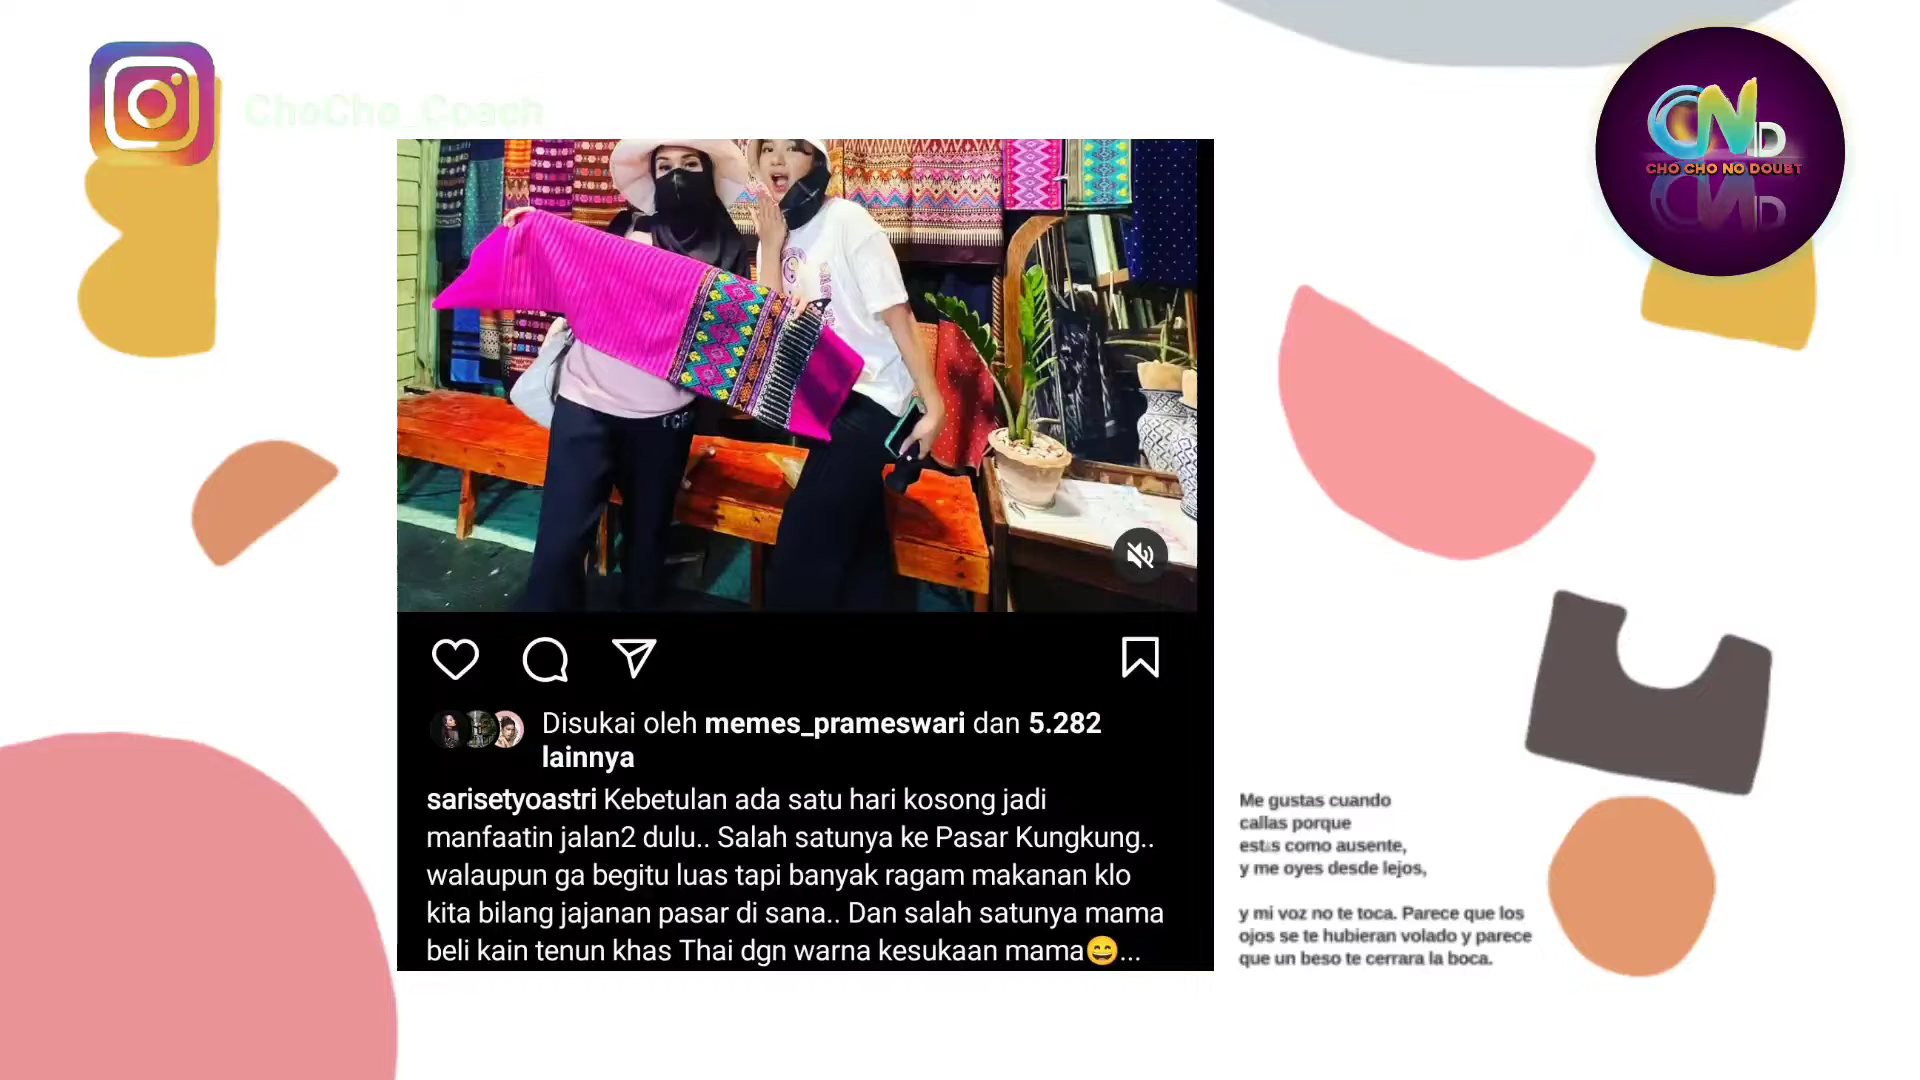 ChoCho_Coach
CND
CHO CHO NO DOUBT
Disukai oleh memes_prameswari dan 5.282
lainnya
sarisetyoastri Kebetulan ada satu hari kosong jadi
manfaatin jalan2 dulu.. Salah satunya ke Pasar Kungkung..
walaupun ga begitu luas tapi banyak ragam makanan klo
kita bilang jajanan pasar di sana.. Dan salah satunya mama
beli kain tenun khas Thai dgn warna kesukaan mama😄...
Me gustas cuando
callas porque
estás como ausente,
y me oyes desde lejos,
y mi voz no te toca. Parece que los
ojos se te hubieran volado y parece
que un beso te cerrara la boca.